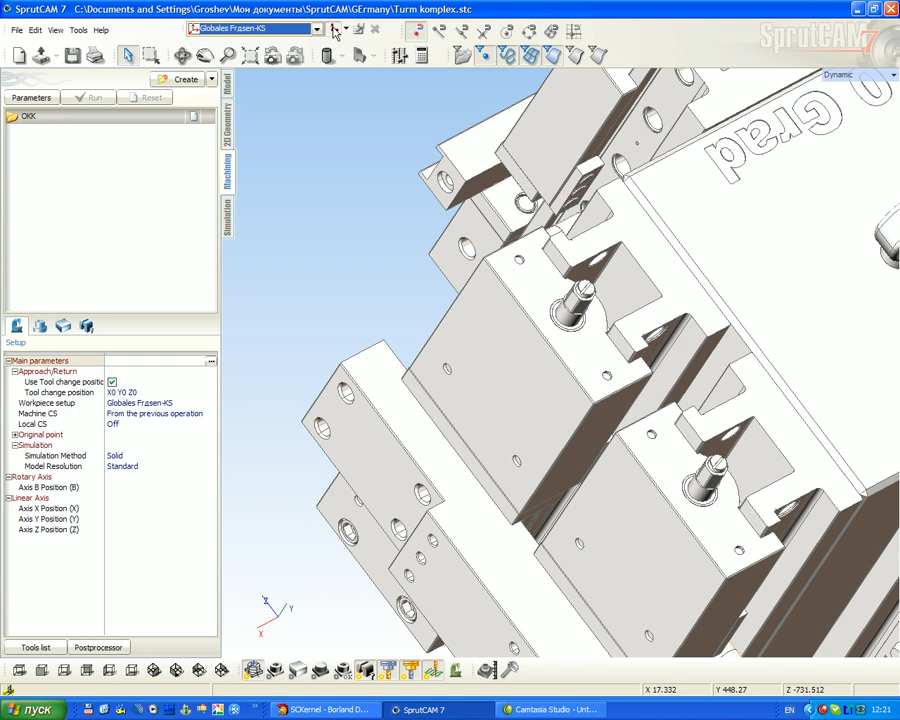 SprutCAM 7 C:\Documents and Settings\Groshev\Мои документы\SprutCAM\GErmany\Turm komplex.stc
File Edit View Tools Help
Globales Frдsen-KS
SPRUTCAM 7
Create
Dynamic
Parameters Run Reset
OKK
Model
2D Geometry
Machining
Simulation
0 Grad
Setup
Main parameters
Approach/Return
Use Tool change positic
Tool change position X0 Y0 Z0
Workpiece setup Globales Frдsen-KS
Machine CS From the previous operation
Local CS Off
Original point
Simulation
Simulation Method Solid
Model Resolution Standard
Rotary Axis
Axis B Position (B)
Linear Axis
Axis X Position (X)
Axis Y Position (Y)
Axis Z Position (Z)
Z
Y
X
Tools list Postprocessor
X 17.332 Y 448.27 Z -731.512
пуск SCKernel - Borland D... SprutCAM 7 Camtasia Studio - Unt... EN 12:21